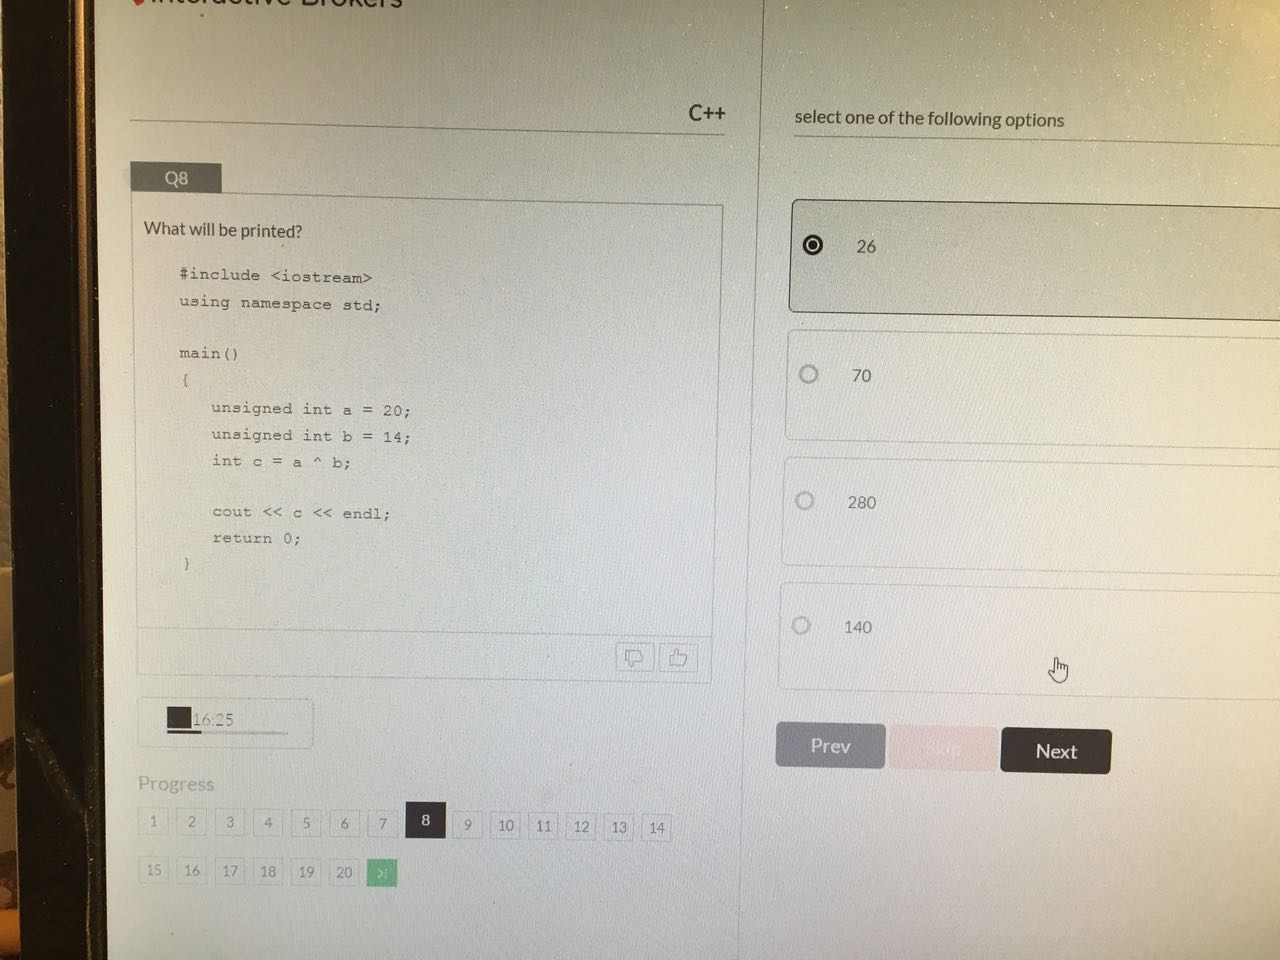 Interactive Brokers
C++
select one of the following options
Q8
What will be printed?
#include <iostream>
using namespace std;
main()
{
unsigned int a = 20;
unsigned int b = 14;
int c = a ^ b;
cout << c << endl;
return 0;
}
26
70
280
140
16:25
Prev
Skip
Next
Progress
1 2 3 4 5 6 7 8 9 10 11 12 13 14
15 16 17 18 19 20 >|